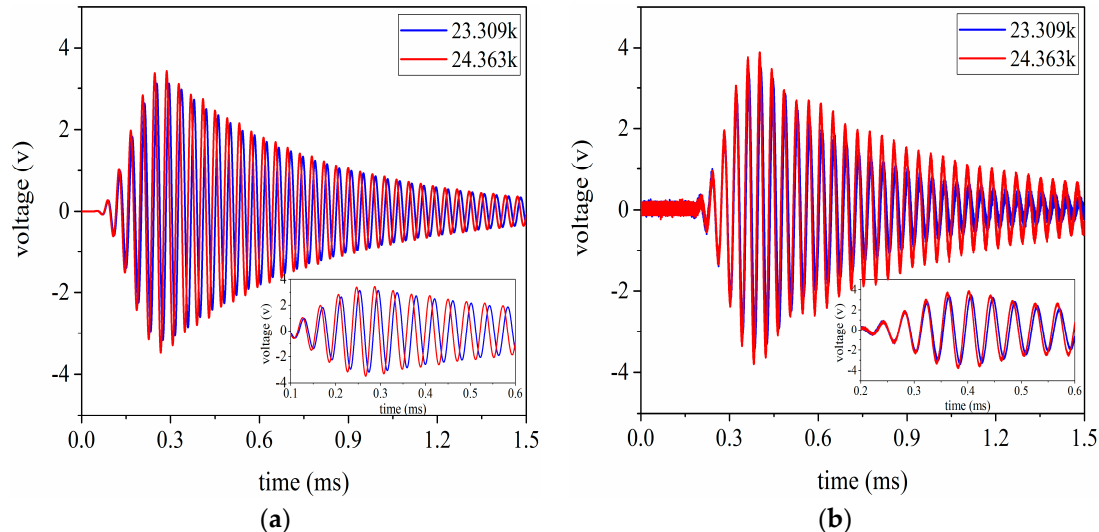 23.309k
24.363k
voltage (v)
4
2
0
-2
-4
0.0 0.3 0.6 0.9 1.2 1.5
time (ms)
voltage (v)
4
2
0
-2
-4
0.1 0.2 0.3 0.4 0.5 0.6
time (ms)
(a)
23.309k
24.363k
voltage (v)
4
2
0
-2
-4
0.0 0.3 0.6 0.9 1.2 1.5
time (ms)
voltage (v)
4
2
0
-2
-4
0.2 0.3 0.4 0.5 0.6
time (ms)
(b)